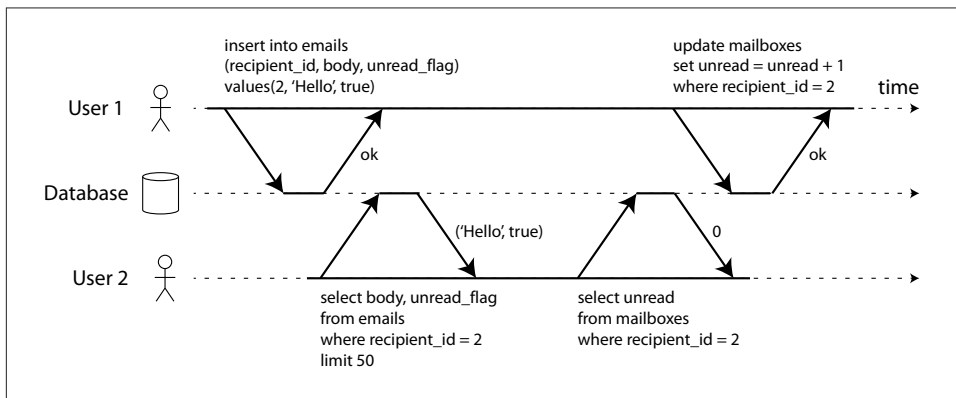 insert into emails
(recipient_id, body, unread_flag)
values(2, ‘Hello’, true)
update mailboxes
set unread = unread + 1
where recipient_id = 2
time
User 1
ok
ok
Database
(‘Hello’, true)
0
User 2
select body, unread_flag
from emails
where recipient_id = 2
limit 50
select unread
from mailboxes
where recipient_id = 2